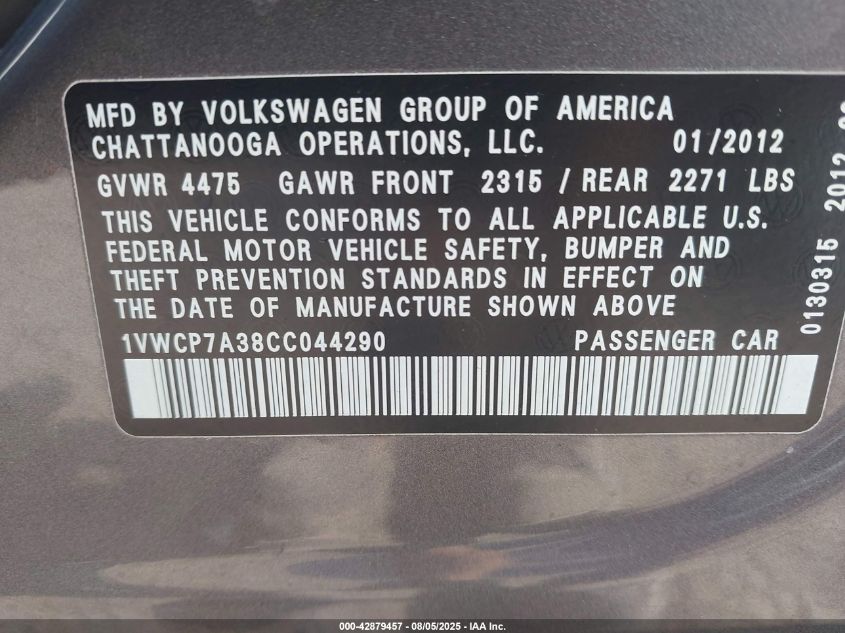 MFD BY VOLKSWAGEN GROUP OF AMERICA
CHATTANOOGA OPERATIONS, LLC. 01/2012
GVWR 4475 GAWR FRONT 2315 / REAR 2271 LBS
THIS VEHICLE CONFORMS TO ALL APPLICABLE U.S.
FEDERAL MOTOR VEHICLE SAFETY, BUMPER AND
THEFT PREVENTION STANDARDS IN EFFECT ON
THE DATE OF MANUFACTURE SHOWN ABOVE
1VWCP7A38CC044290 PASSENGER CAR
0130315 2012
000-42879457 - 08/05/2025 - IAA Inc.